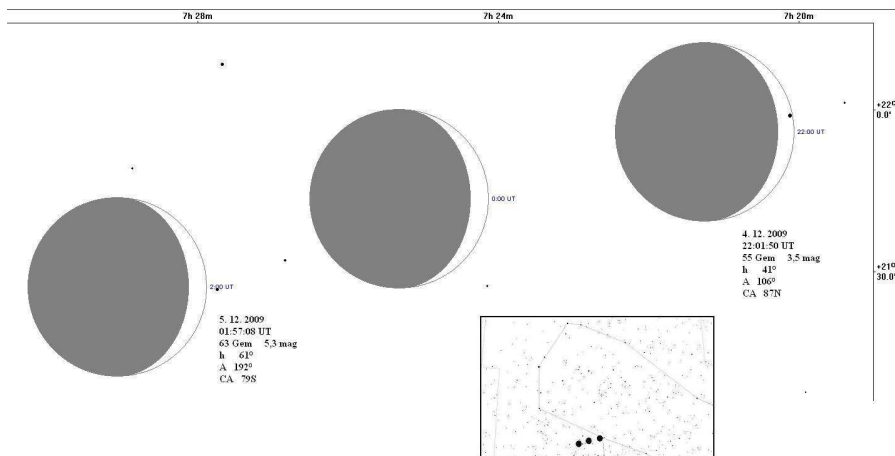 7h 28m
7h 24m
7h 20m
+22°
0.0'
22:00 UT
0:00 UT
4. 12. 2009
22:01:50 UT
55 Gem 3,5 mag
h 41°
A 106°
CA 87N
+21°
30.0'
2:00 UT
5. 12. 2009
01:57:08 UT
63 Gem 5,3 mag
h 61°
A 192°
CA 79S